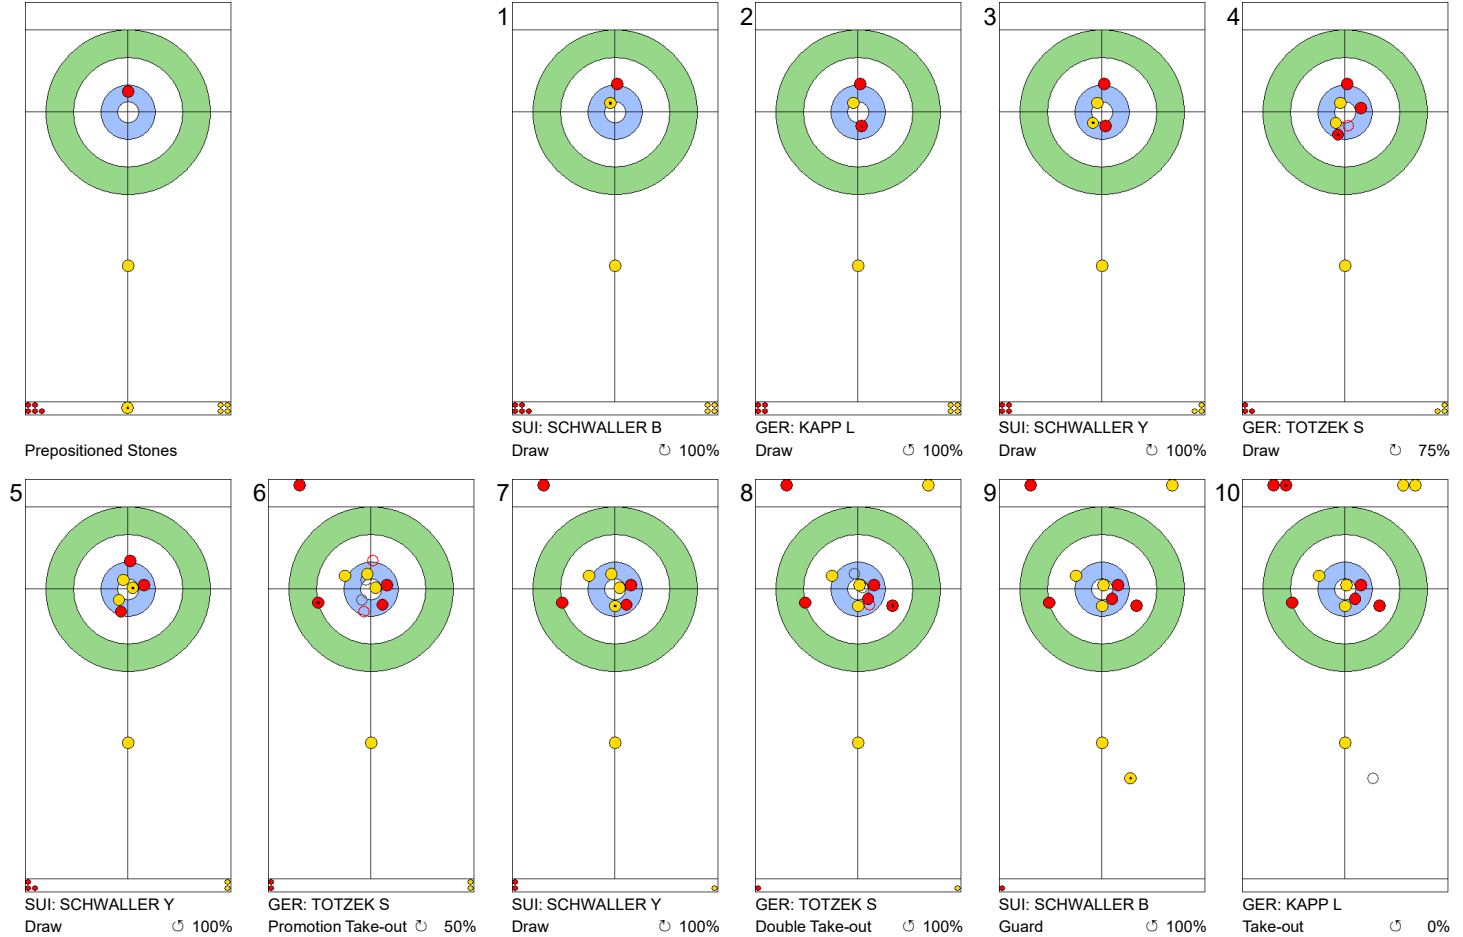 1
2
3
4
Prepositioned Stones
SUI: SCHWALLER B
Draw ↻ 100%
GER: KAPP L
Draw ↺ 100%
SUI: SCHWALLER Y
Draw ↻ 100%
GER: TOTZEK S
Draw ↻ 75%
5
6
7
8
9
10
SUI: SCHWALLER Y
Draw ↺ 100%
GER: TOTZEK S
Promotion Take-out ↻ 50%
SUI: SCHWALLER Y
Draw ↺ 100%
GER: TOTZEK S
Double Take-out ↺ 100%
SUI: SCHWALLER B
Guard ↺ 100%
GER: KAPP L
Take-out ↺ 0%